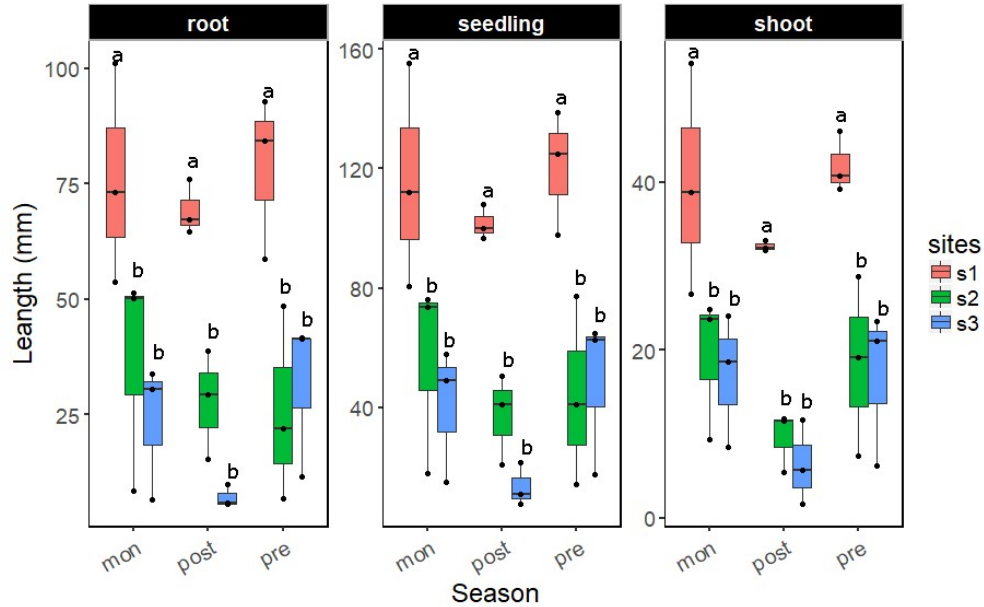 root seedling shoot
Leangth (mm)
100
75
50
25
160
120
80
40
40
20
0
a a a
b b b
b b b
a a a
b b b
b b b
a a a
b b b
b b b
mon post pre
mon post pre
mon post pre
Season
sites
s1
s2
s3